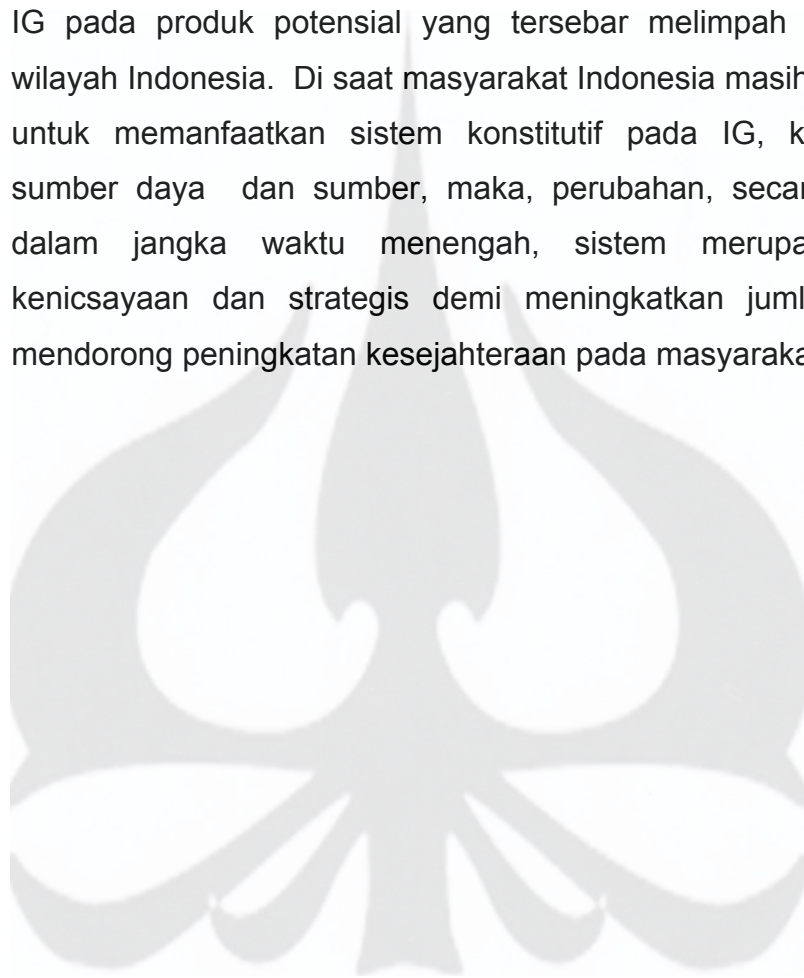 IG pada produk potensial yang tersebar melimpah
wilayah Indonesia. Di saat masyarakat Indonesia masih
untuk memanfaatkan sistem konstitutif pada IG, k
sumber daya dan sumber, maka, perubahan, secar
dalam jangka waktu menengah, sistem merupa
kenicsayaan dan strategis demi meningkatkan juml
mendorong peningkatan kesejahteraan pada masyaraka